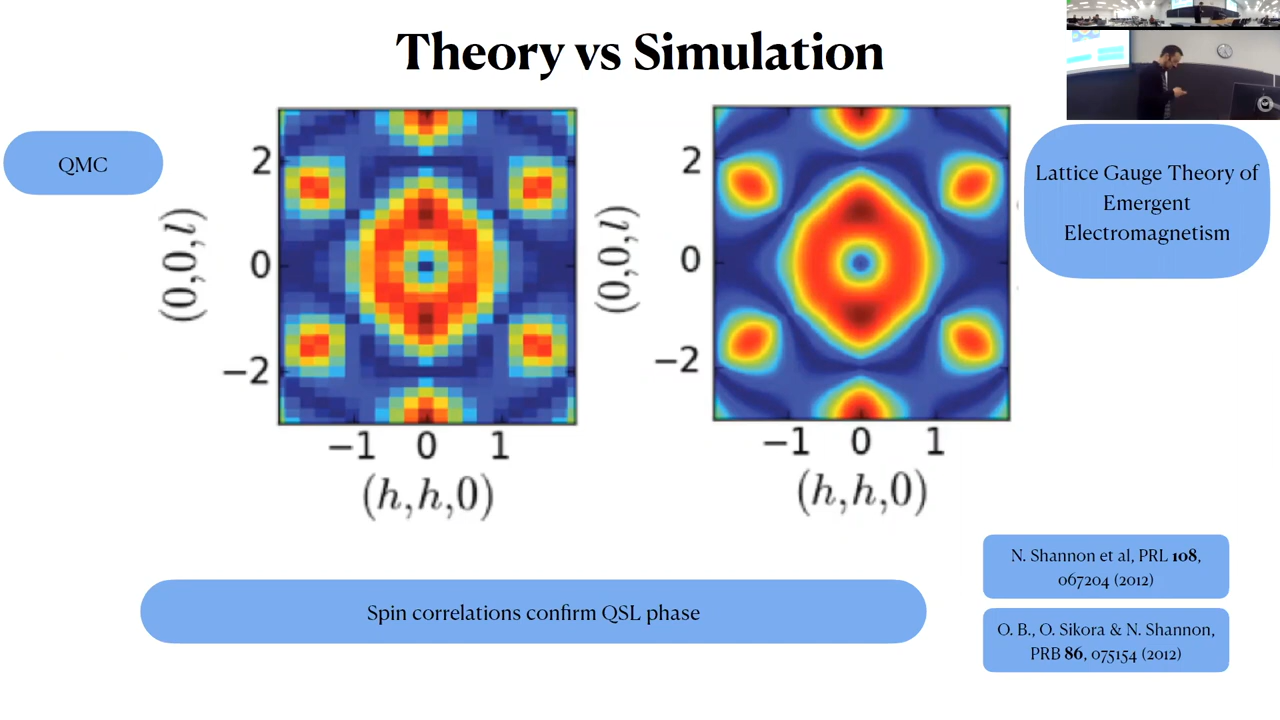 Theory vs Simulation
QMC
2
0
−2
(0,0,l)
−1 0 1
(h,h,0)
2
0
−2
(0,0,l)
−1 0 1
(h,h,0)
Lattice Gauge Theory of
Emergent
Electromagnetism
Spin correlations confirm QSL phase
N. Shannon et al, PRL 108,
067204 (2012)
O. B., O. Sikora & N. Shannon,
PRB 86, 075154 (2012)